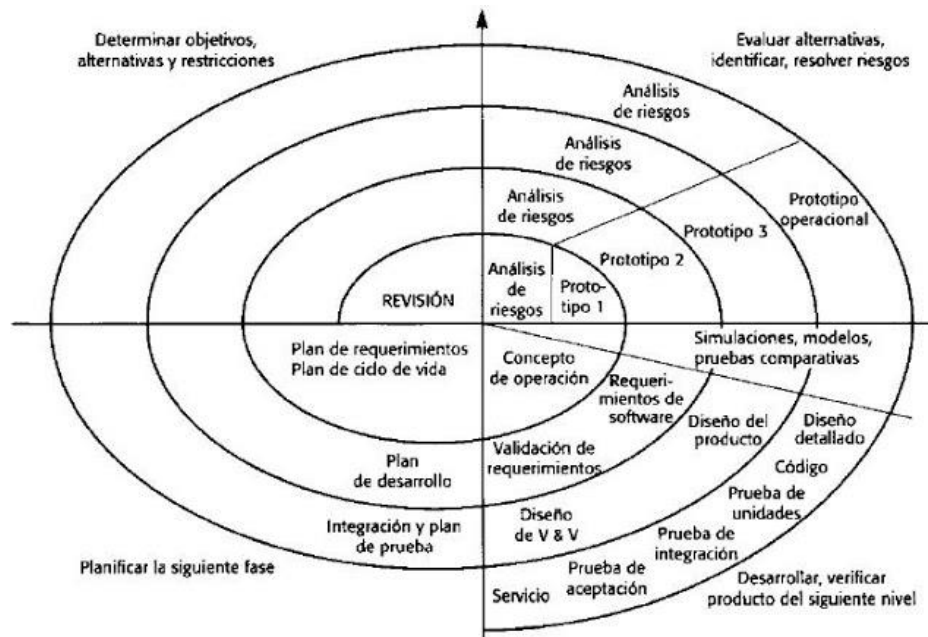 Determinar objetivos,
alternativas y restricciones
Evaluar alternativas,
identificar, resolver riesgos
Análisis
de riesgos
Análisis
de riesgos
Análisis
de riesgos
Análisis
de
riesgos
Proto-
tipo 1
Prototipo 2
Prototipo 3
Prototipo
operacional
REVISIÓN
Simulaciones, modelos,
pruebas comparativas
Plan de requerimientos
Plan de ciclo de vida
Concepto
de operación
Requeri-
mientos de
software
Diseño del
producto
Diseño
detallado
Plan
de desarrollo
Validación de
requerimientos
Código
Prueba de
unidades
Integración y plan
de prueba
Diseño
de V & V
Prueba de
integración
Planificar la siguiente fase
Servicio
Prueba de
aceptación
Desarrollar, verificar
producto del siguiente nivel